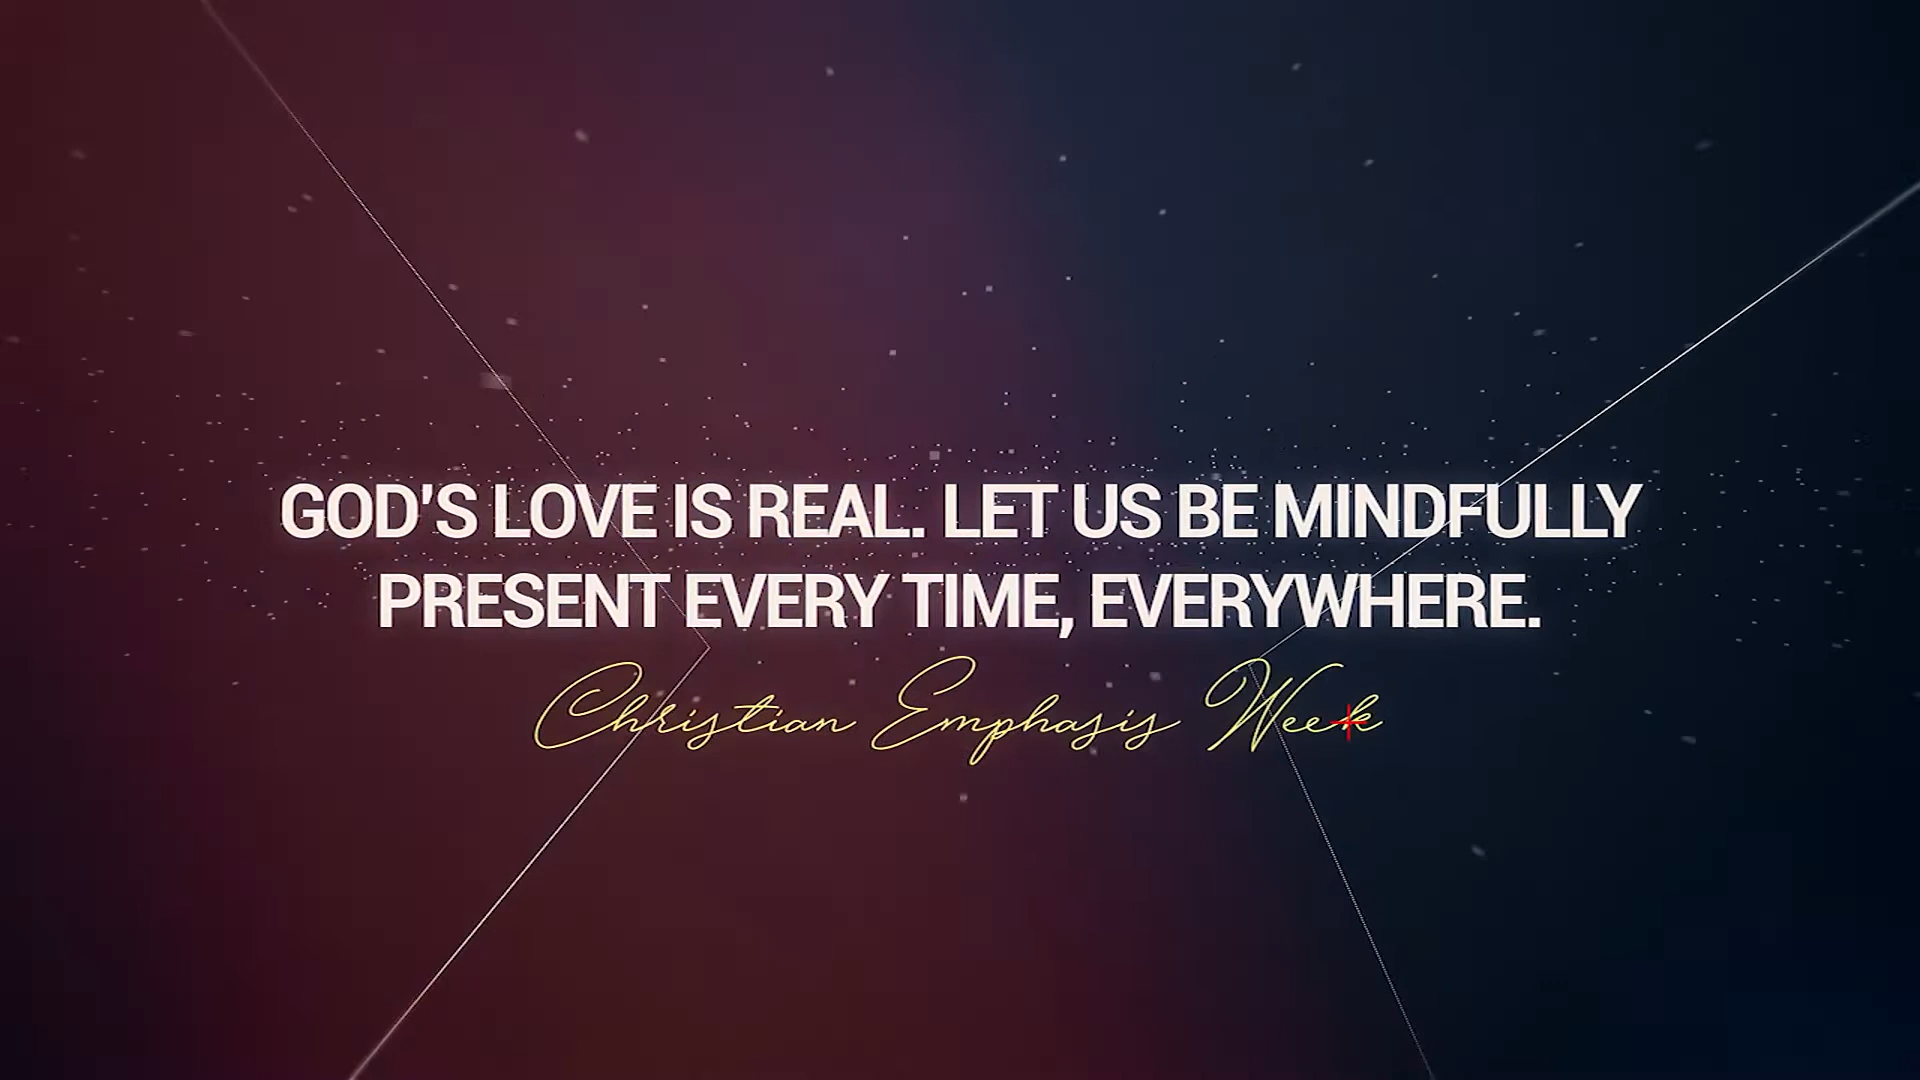 GOD'S LOVE IS REAL. LET US BE MINDFULLY
PRESENT EVERY TIME, EVERYWHERE.
Christian Emphasis Week